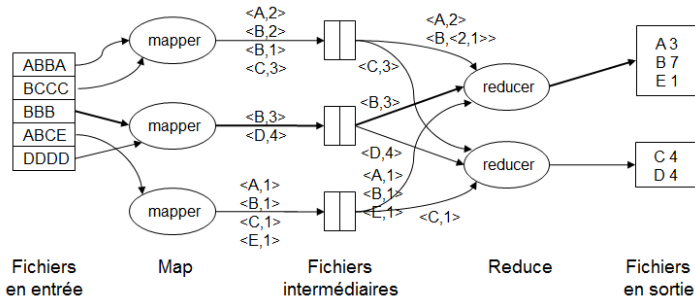 ABBA
BCCC
BBB
ABCE
DDDD
mapper
mapper
mapper
<A,2>
<B,2>
<B,1>
<C,3>
<B,3>
<D,4>
<A,1>
<B,1>
<C,1>
<E,1>
<A,2>
<B,<2,1>>
<C,3>
<B,3>
<D,4>
<A,1>
<B,1>
<E,1>
<C,1>
reducer
reducer
A 3
B 7
E 1
C 4
D 4
Fichiers
en entrée
Map
Fichiers
intermédiaires
Reduce
Fichiers
en sortie